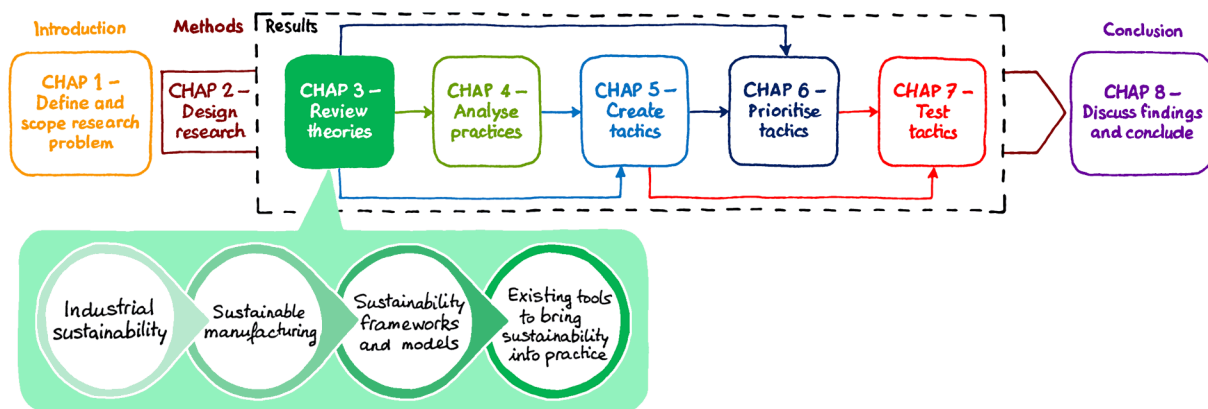 Introduction
CHAP 1 –
Define and
scope research
problem
Methods
CHAP 2 –
Design
research
Results
CHAP 3 –
Review
theories
CHAP 4 –
Analyse
practices
CHAP 5 –
Create
tactics
CHAP 6 –
Prioritise
tactics
CHAP 7 –
Test
tactics
Conclusion
CHAP 8 –
Discuss findings
and conclude
Industrial
sustainability
Sustainable
manufacturing
Sustainability
frameworks
and models
Existing tools
to bring
sustainability
into practice